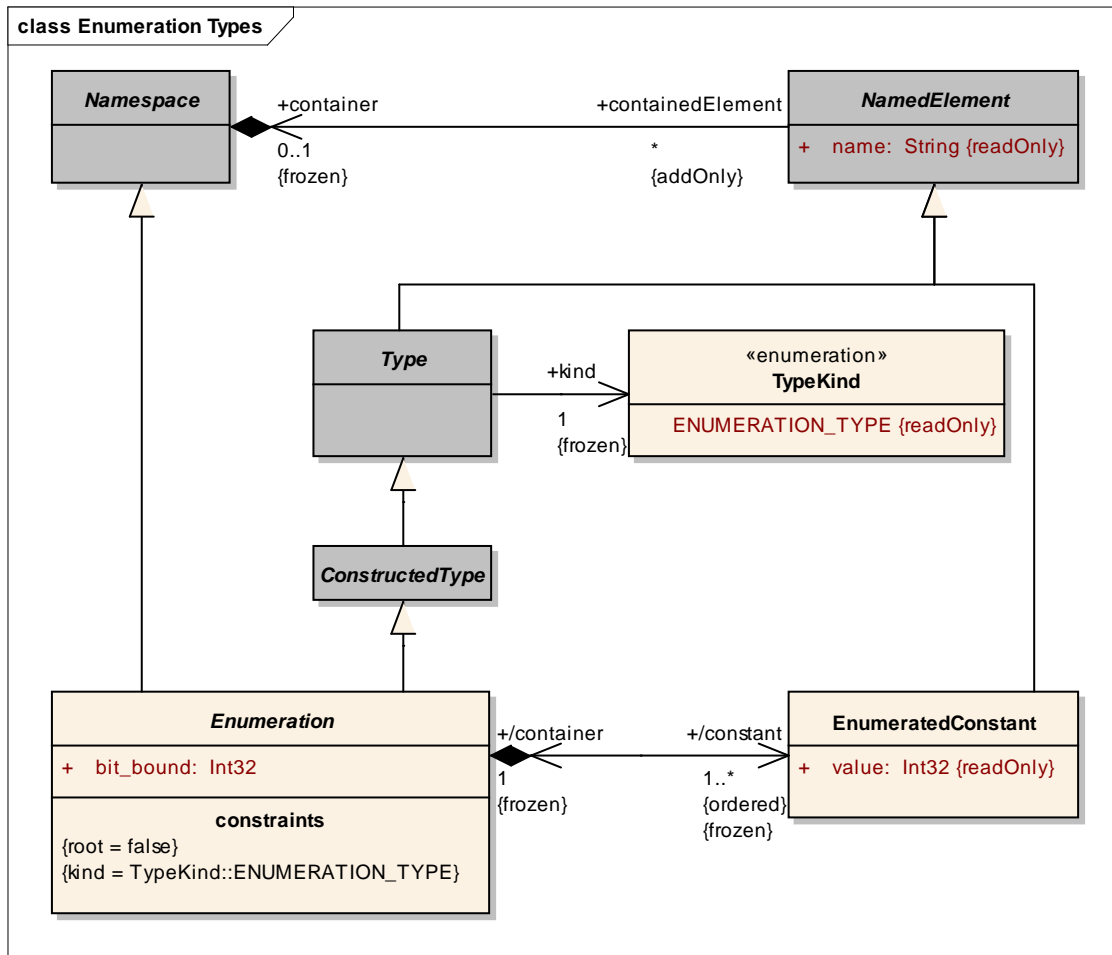 class Enumeration Types
Namespace
+container
0..1
{frozen}
+containedElement
*
{addOnly}
NamedElement
+ name: String {readOnly}
Type
+kind
1
{frozen}
«enumeration»
TypeKind
ENUMERATION_TYPE {readOnly}
ConstructedType
Enumeration
+ bit_bound: Int32
constraints
{root = false}
{kind = TypeKind::ENUMERATION_TYPE}
+/container
1
{frozen}
+/constant
1..*
{ordered}
{frozen}
EnumeratedConstant
+ value: Int32 {readOnly}